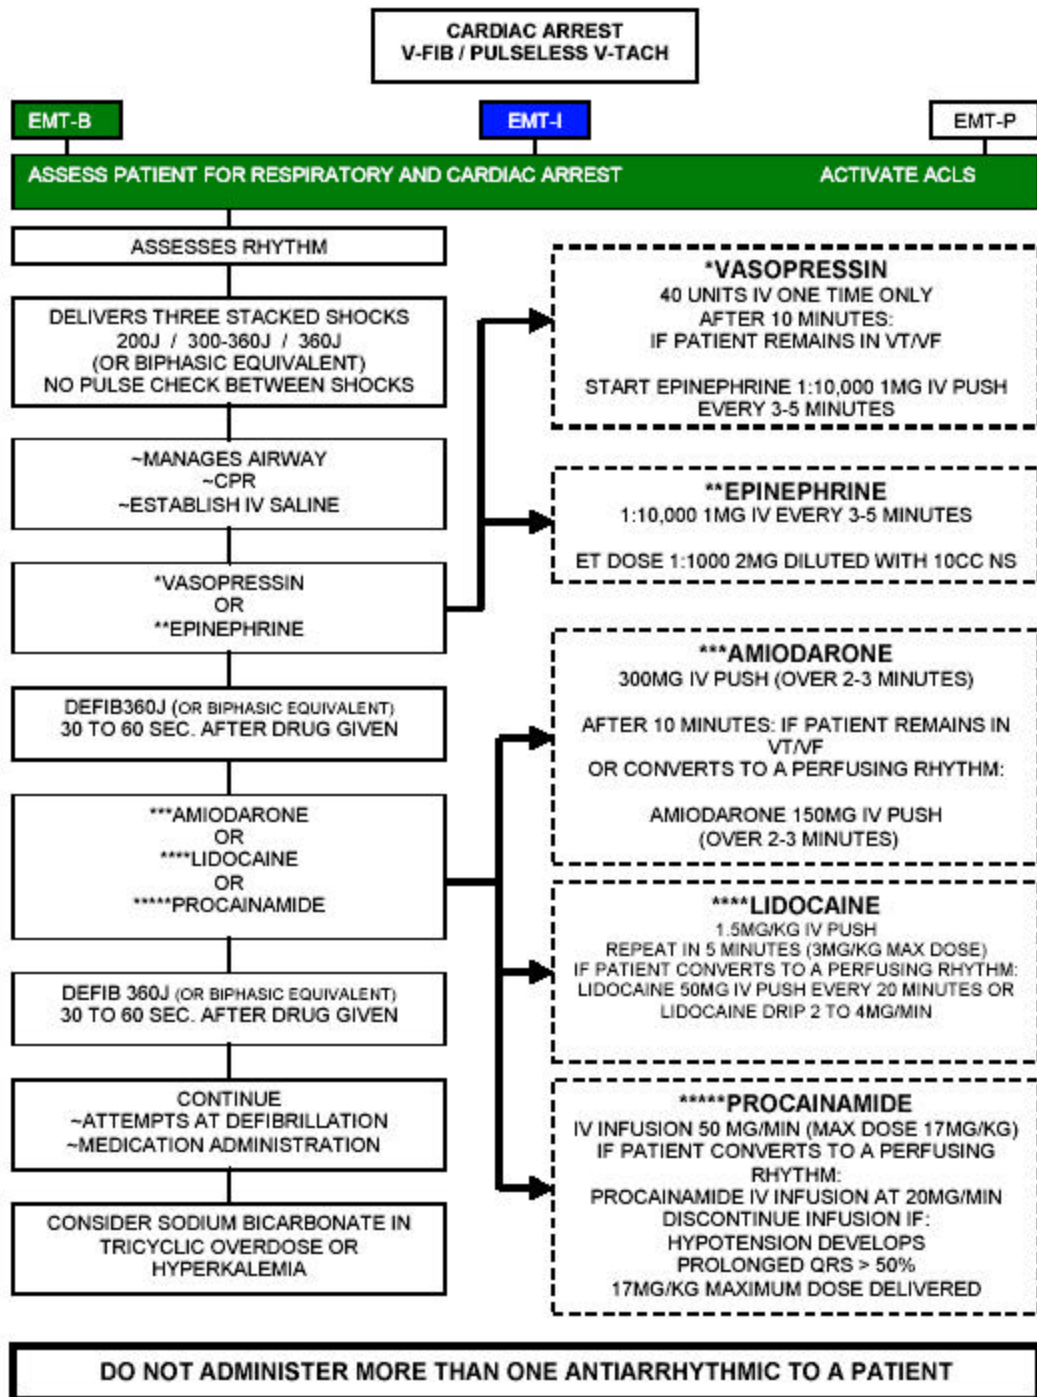 CARDIAC ARREST
V-FIB / PULSELESS V-TACH
EMT-B
EMT-I
EMT-P
ASSESS PATIENT FOR RESPIRATORY AND CARDIAC ARREST
ACTIVATE ACLS
ASSESSES RHYTHM
DELIVERS THREE STACKED SHOCKS
200J / 300-360J / 360J
(OR BIPHASIC EQUIVALENT)
NO PULSE CHECK BETWEEN SHOCKS
~MANAGES AIRWAY
~CPR
~ESTABLISH IV SALINE
*VASOPRESSIN
OR
**EPINEPHRINE
DEFIB360J (OR BIPHASIC EQUIVALENT)
30 TO 60 SEC. AFTER DRUG GIVEN
***AMIODARONE
OR
****LIDOCAINE
OR
*****PROCAINAMIDE
DEFIB 360J (OR BIPHASIC EQUIVALENT)
30 TO 60 SEC. AFTER DRUG GIVEN
CONTINUE
~ATTEMPTS AT DEFIBRILLATION
~MEDICATION ADMINISTRATION
CONSIDER SODIUM BICARBONATE IN
TRICYCLIC OVERDOSE OR
HYPERKALEMIA
*VASOPRESSIN
40 UNITS IV ONE TIME ONLY
AFTER 10 MINUTES:
IF PATIENT REMAINS IN VT/VF
START EPINEPHRINE 1:10,000 1MG IV PUSH
EVERY 3-5 MINUTES
**EPINEPHRINE
1:10,000 1MG IV EVERY 3-5 MINUTES
ET DOSE 1:1000 2MG DILUTED WITH 10CC NS
***AMIODARONE
300MG IV PUSH (OVER 2-3 MINUTES)
AFTER 10 MINUTES: IF PATIENT REMAINS IN
VT/VF
OR CONVERTS TO A PERFUSING RHYTHM:
AMIODARONE 150MG IV PUSH
(OVER 2-3 MINUTES)
****LIDOCAINE
1.5MG/KG IV PUSH
REPEAT IN 5 MINUTES (3MG/KG MAX DOSE)
IF PATIENT CONVERTS TO A PERFUSING RHYTHM:
LIDOCAINE 50MG IV PUSH EVERY 20 MINUTES OR
LIDOCAINE DRIP 2 TO 4MG/MIN
*****PROCAINAMIDE
IV INFUSION 50 MG/MIN (MAX DOSE 17MG/KG)
IF PATIENT CONVERTS TO A PERFUSING
RHYTHM:
PROCAINAMIDE IV INFUSION AT 20MG/MIN
DISCONTINUE INFUSION IF:
HYPOTENSION DEVELOPS
PROLONGED QRS > 50%
17MG/KG MAXIMUM DOSE DELIVERED
DO NOT ADMINISTER MORE THAN ONE ANTIARRHYTHMIC TO A PATIENT